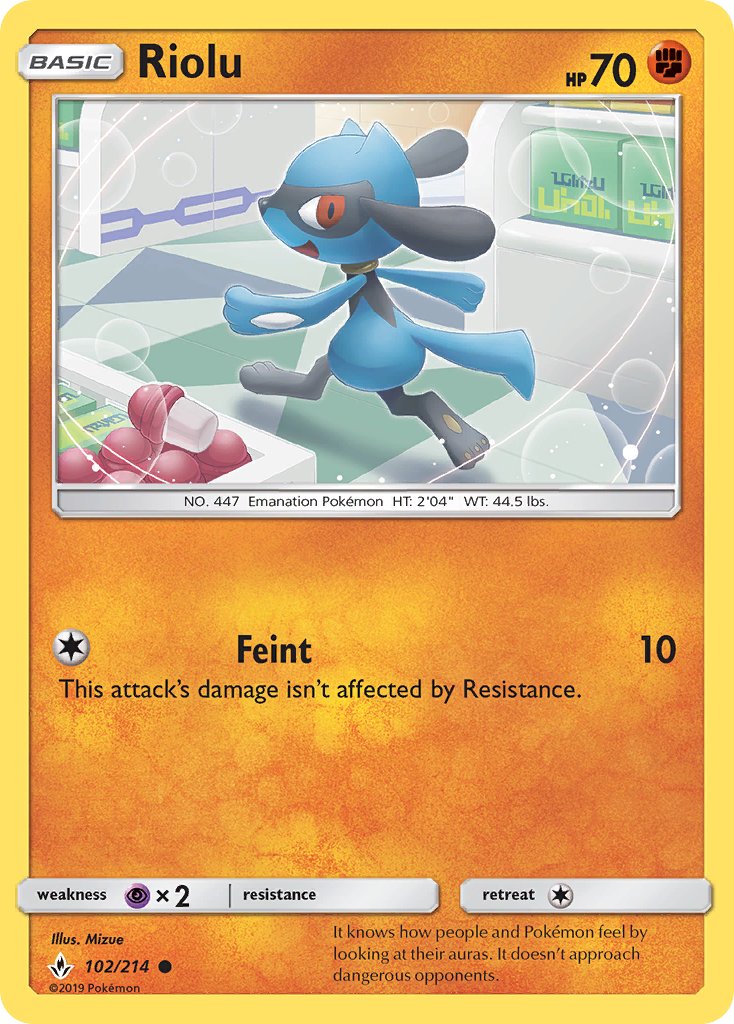 BASIC Riolu HP 70
NO. 447 Emanation Pokémon HT: 2'04" WT: 44.5 lbs.
Feint 10
This attack's damage isn't affected by Resistance.
weakness × 2 resistance retreat
Illus. Mizue
102/214
©2019 Pokémon
It knows how people and Pokémon feel by
looking at their auras. It doesn't approach
dangerous opponents.